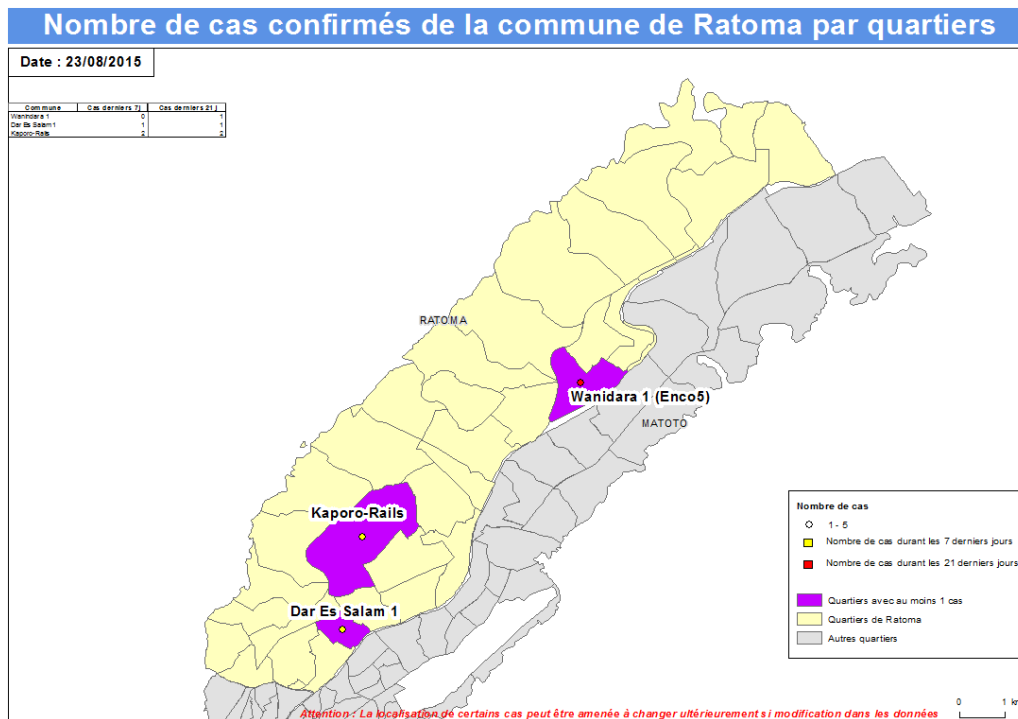 Nombre de cas confirmés de la commune de Ratoma par quartiers
Date : 23/08/2015
Commune Cas derniers 7j Cas derniers 21 j
Wanindara 1 0 1
Dar Es Salam 1 1 1
Kaporo-Rails 2 2
RATOMA
Wanidara 1 (Enco5)
MATOTO
Kaporo-Rails
Dar Es Salam 1
Nombre de cas
1 - 5
Nombre de cas durant les 7 derniers jours
Nombre de cas durant les 21 derniers jours
Quartiers avec au moins 1 cas
Quartiers de Ratoma
Autres quartiers
0 1 km
Attention : La localisation de certains cas peut être amenée à changer ultérieurement si modification dans les données